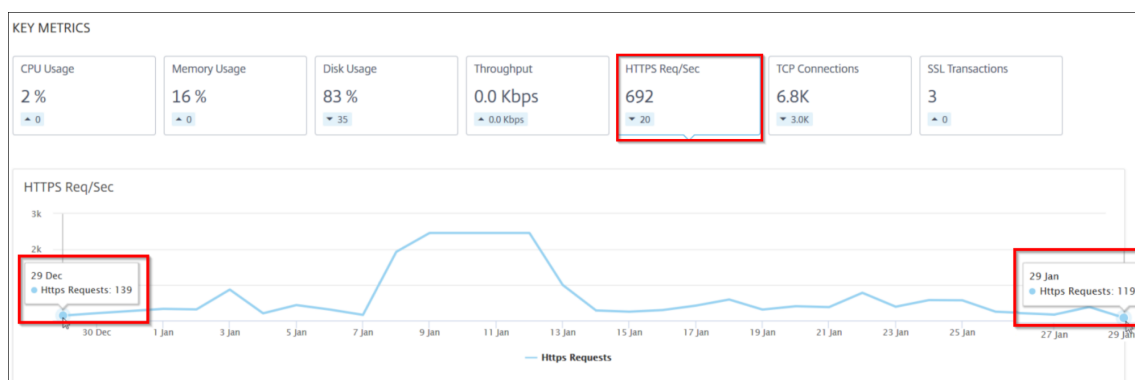 KEY METRICS
CPU Usage
2 %
0
Memory Usage
16 %
0
Disk Usage
83 %
35
Throughput
0.0 Kbps
0.0 Kbps
HTTPS Req/Sec
692
20
TCP Connections
6.8K
3.0K
SSL Transactions
3
0
HTTPS Req/Sec
3k
2k
29 Dec
Https Requests: 139
29 Jan
Https Requests: 119
30 Dec 1 Jan 3 Jan 5 Jan 7 Jan 9 Jan 11 Jan 13 Jan 15 Jan 17 Jan 19 Jan 21 Jan 23 Jan 25 Jan 27 Jan 29 Jan
Https Requests